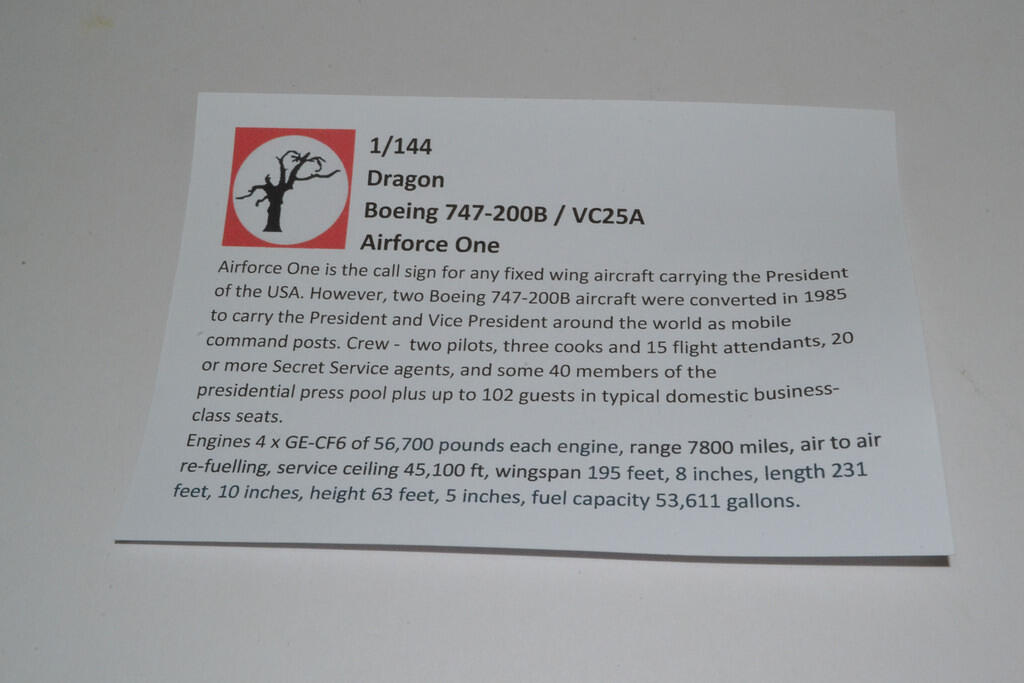 1/144
Dragon
Boeing 747-200B / VC25A
Airforce One
Airforce One is the call sign for any fixed wing aircraft carrying the President
of the USA. However, two Boeing 747-200B aircraft were converted in 1985
to carry the President and Vice President around the world as mobile
command posts. Crew - two pilots, three cooks and 15 flight attendants, 20
or more Secret Service agents, and some 40 members of the
presidential press pool plus up to 102 guests in typical domestic business-
class seats.
Engines 4 x GE-CF6 of 56,700 pounds each engine, range 7800 miles, air to air
re-fuelling, service ceiling 45,100 ft, wingspan 195 feet, 8 inches, length 231
feet, 10 inches, height 63 feet, 5 inches, fuel capacity 53,611 gallons.